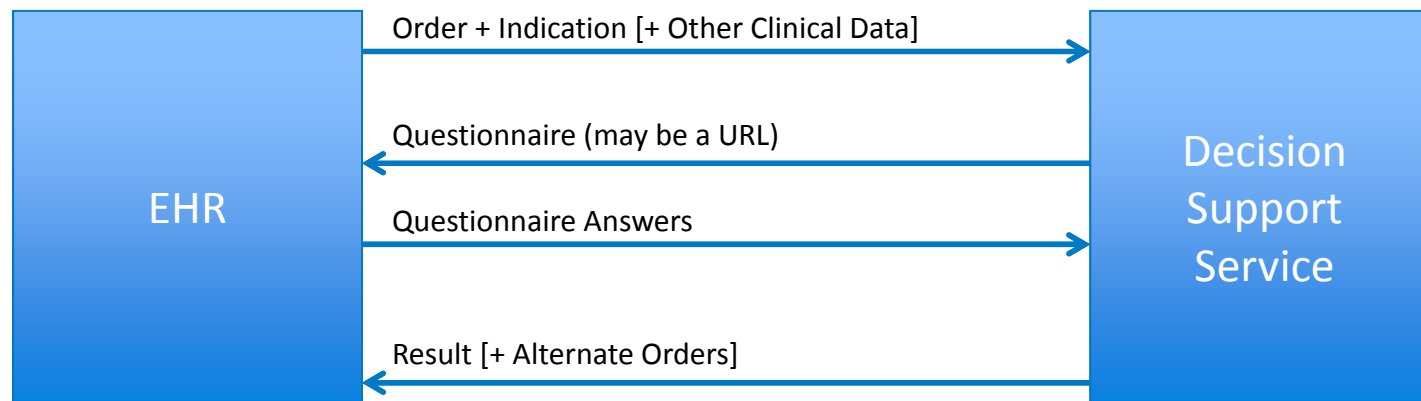 Order + Indication [+ Other Clinical Data]
Questionnaire (may be a URL)
EHR
Questionnaire Answers
Result [+ Alternate Orders]
Decision
Support
Service